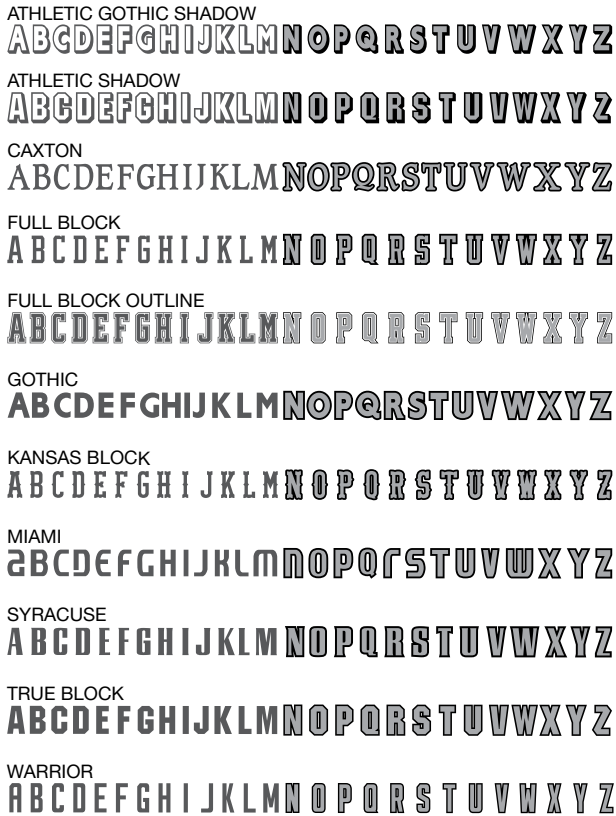 ATHLETIC GOTHIC SHADOW
ABCDEFGHIJKLMNOPQRSTUVWXYZ
ATHLETIC SHADOW
ABCDEFGHIJKLMNOPQRSTUVWXYZ
CAXTON
ABCDEFGHIJKLMNOPQRSTUVWXYZ
FULL BLOCK
ABCDEFGHIJKLMNOPQRSTUVWXYZ
FULL BLOCK OUTLINE
ABCDEFGHIJKLMNOPQRSTUVWXYZ
GOTHIC
ABCDEFGHIJKLMNOPQRSTUVWXYZ
KANSAS BLOCK
ABCDEFGHIJKLMNOPQRSTUVWXYZ
MIAMI
ABCDEFGHIJKLMNOPQRSTUVWXYZ
SYRACUSE
ABCDEFGHIJKLMNOPQRSTUVWXYZ
TRUE BLOCK
ABCDEFGHIJKLMNOPQRSTUVWXYZ
WARRIOR
ABCDEFGHIJKLMNOPQRSTUVWXYZ